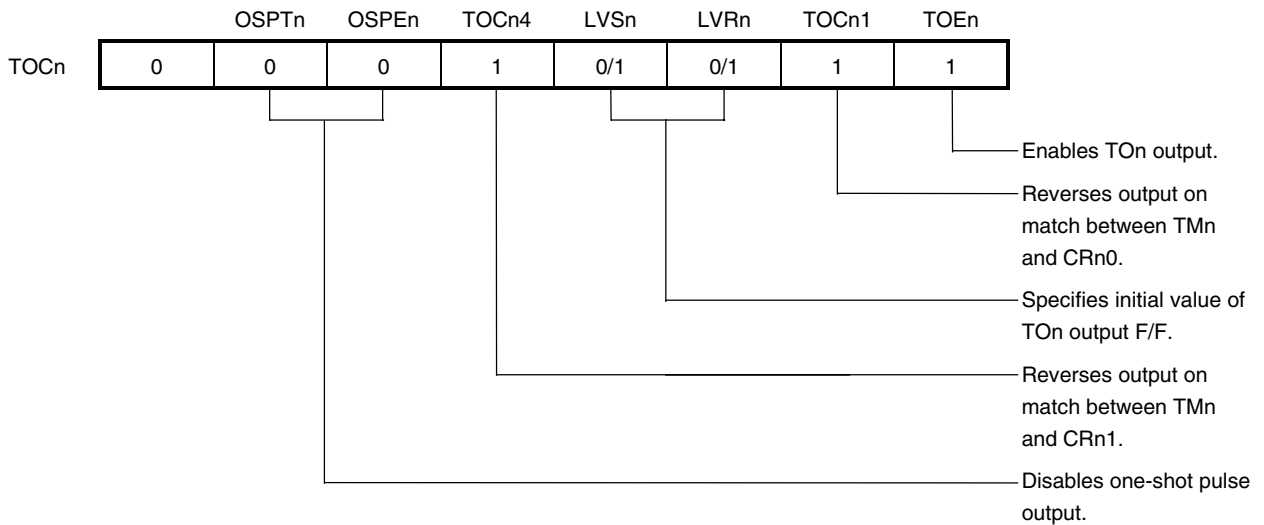 OSPTn OSPEn TOCn4 LVSn LVRn TOCn1 TOEn
TOCn 0 0 0 1 0/1 0/1 1 1
Enables TOn output.
Reverses output on
match between TMn
and CRn0.
Specifies initial value of
TOn output F/F.
Reverses output on
match between TMn
and CRn1.
Disables one-shot pulse
output.